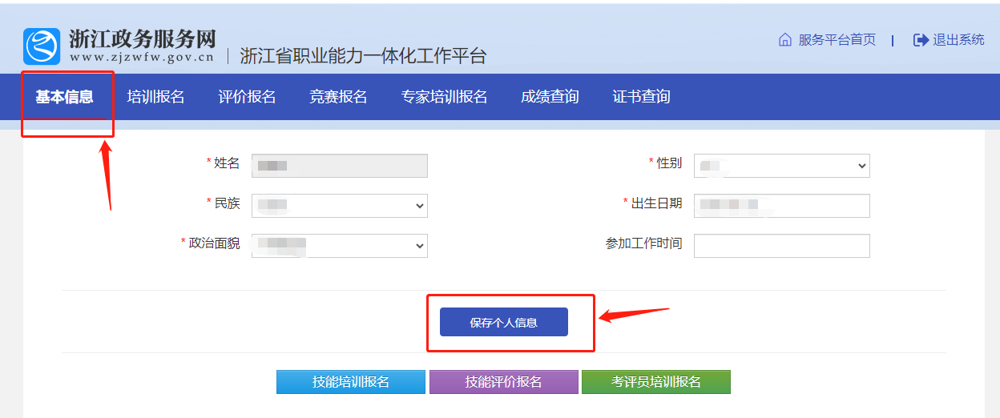 浙江政务服务网
www.zjzwfw.gov.cn
浙江省职业能力一体化工作平台
服务平台首页 | 退出系统
基本信息 培训报名 评价报名 竞赛报名 专家培训报名 成绩查询 证书查询
* 姓名 * 性别
* 民族 * 出生日期
* 政治面貌 参加工作时间
保存个人信息
技能培训报名 技能评价报名 考评员培训报名